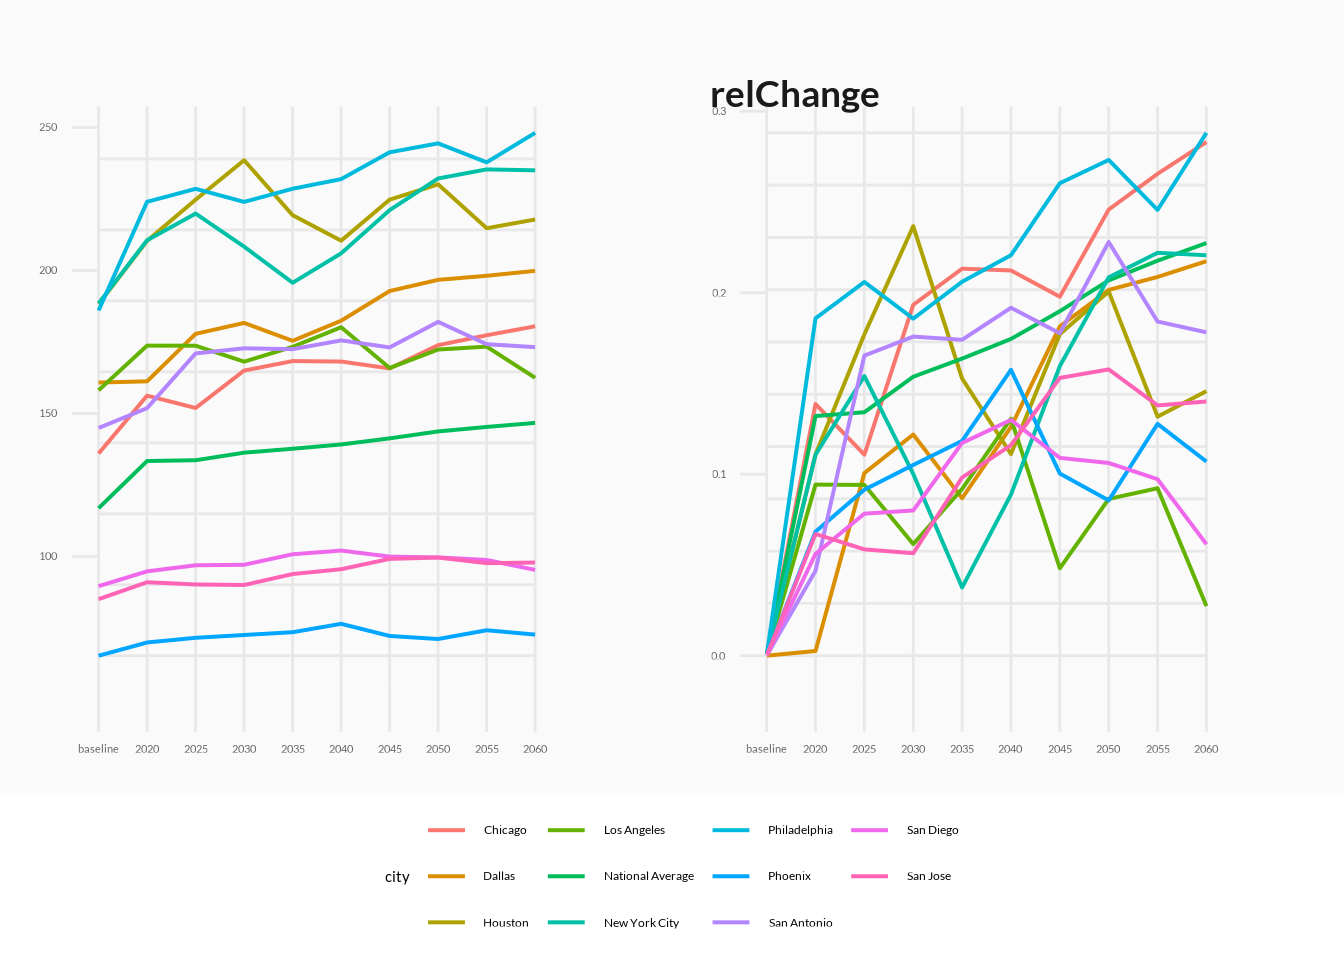 relChange
250
200
150
100
baseline 2020 2025 2030 2035 2040 2045 2050 2055 2060
0.3
0.2
0.1
0.0
baseline 2020 2025 2030 2035 2040 2045 2050 2055 2060
city
Chicago Los Angeles Philadelphia San Diego
Dallas National Average Phoenix San Jose
Houston New York City San Antonio